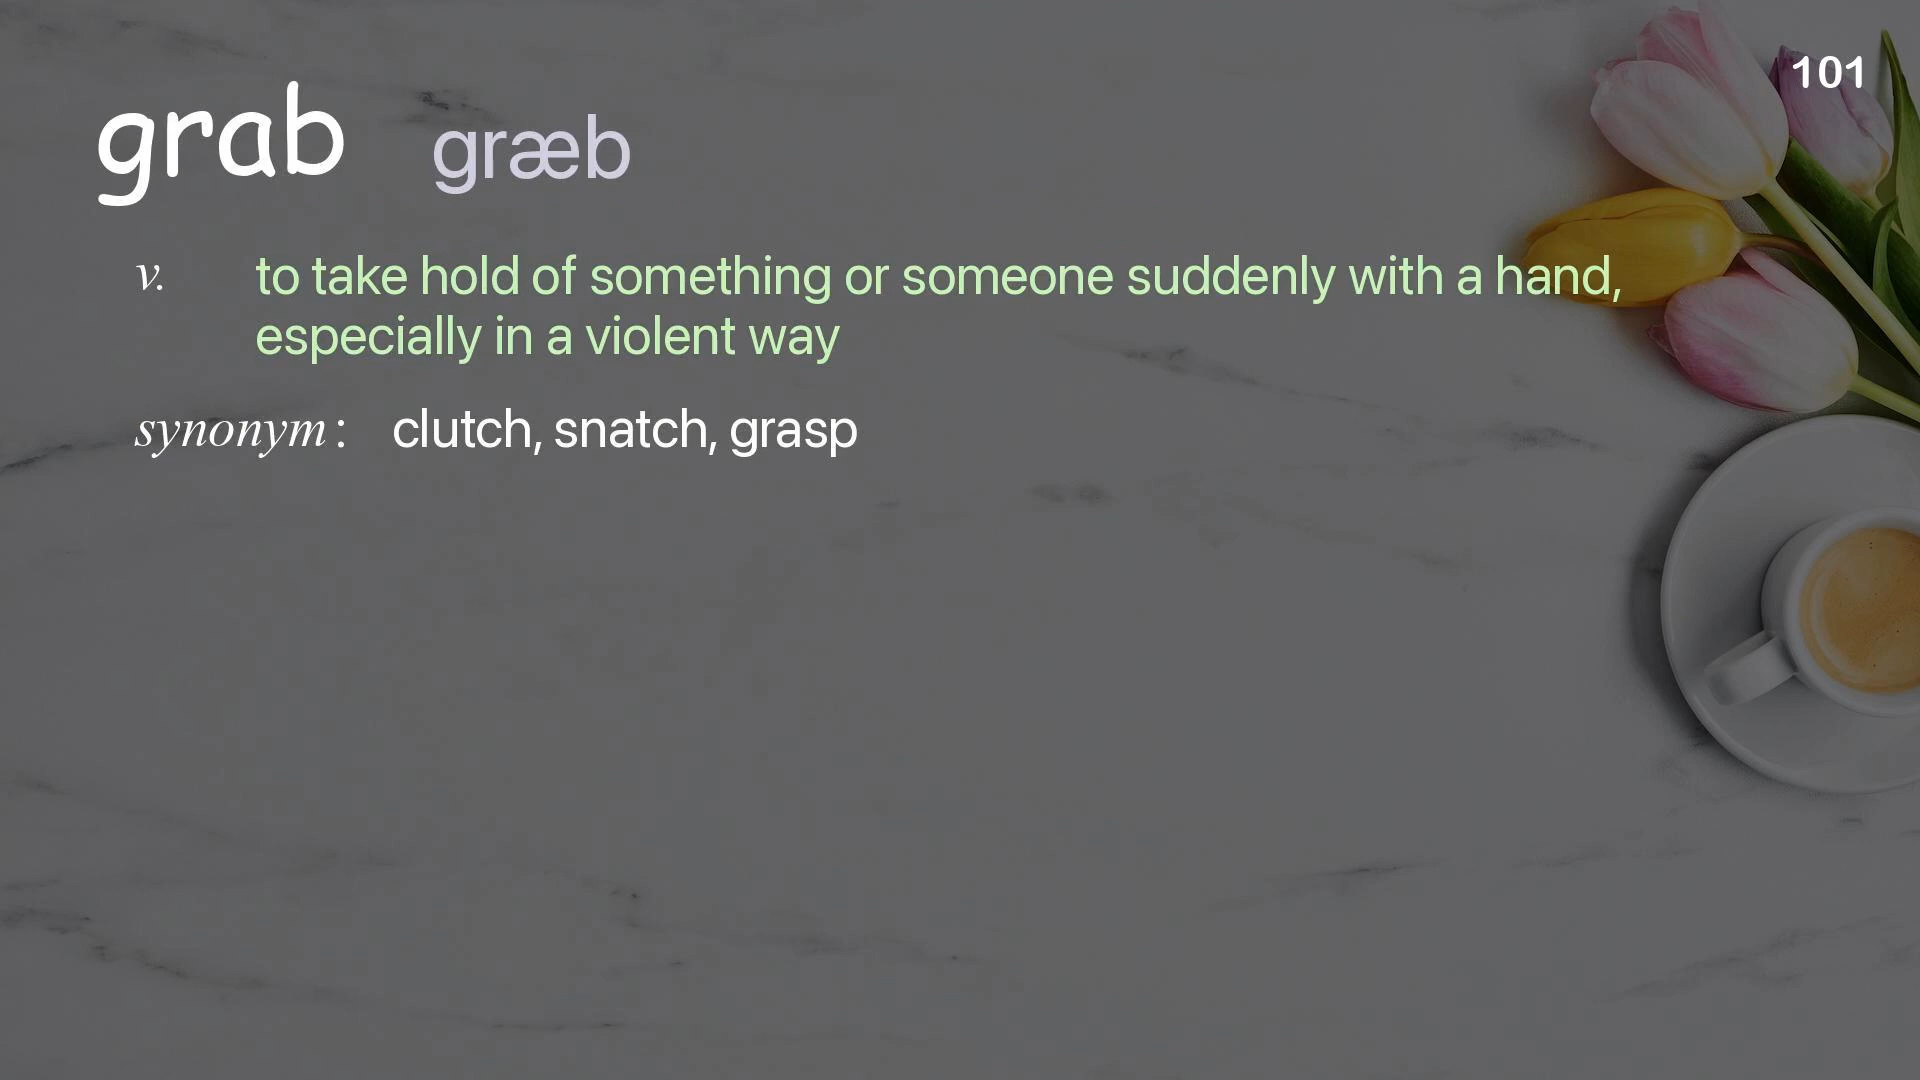 101
grab græb
v. to take hold of something or someone suddenly with a hand,
especially in a violent way
synonym: clutch, snatch, grasp